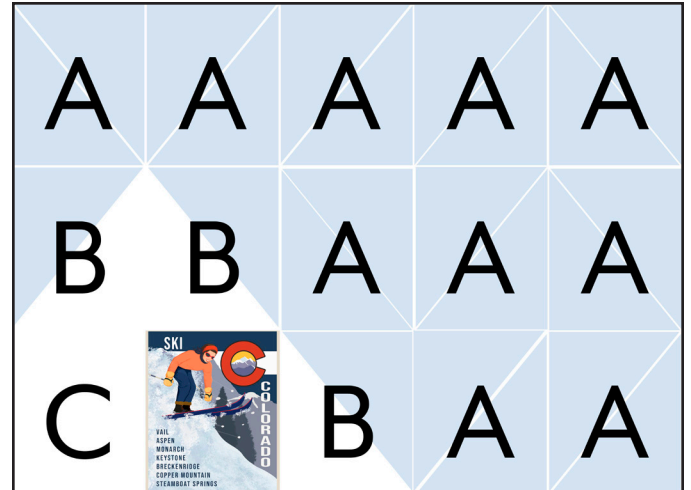 A A A A A
B B A A A
SKI
C
COLORADO
VAIL
ASPEN
MONARCH
KEYSTONE
BRECKENRIDGE
COPPER MOUNTAIN
STEAMBOAT SPRINGS
C B A A